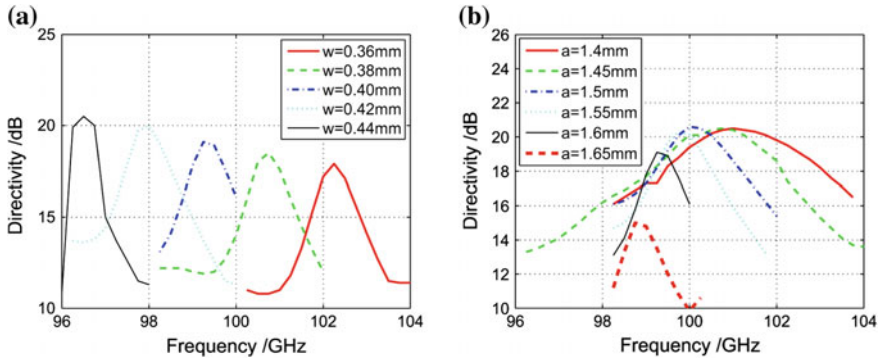 (a)
25
20
15
10
Directivity /dB
w=0.36mm
w=0.38mm
w=0.40mm
w=0.42mm
w=0.44mm
96 98 100 102 104
Frequency /GHz
(b)
26
24
22
20
18
16
14
12
10
Directivity /dB
a=1.4mm
a=1.45mm
a=1.5mm
a=1.55mm
a=1.6mm
a=1.65mm
96 98 100 102 104
Frequency /GHz